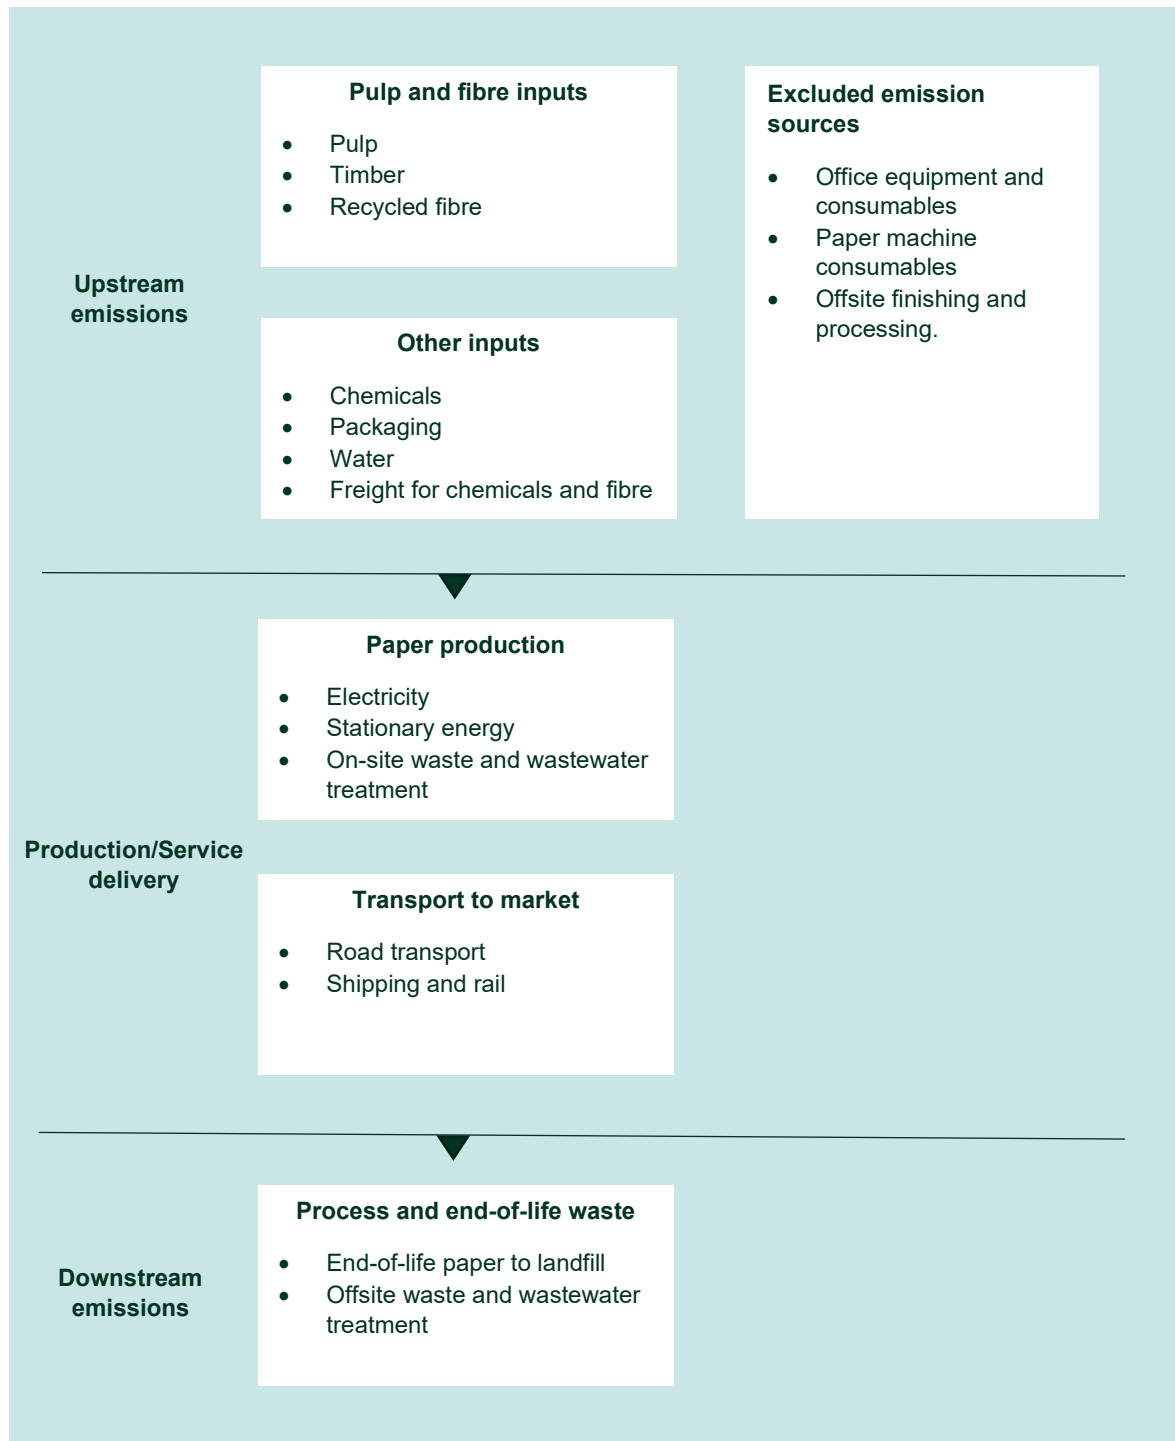 Upstream
emissions
Pulp and fibre inputs
• Pulp
• Timber
• Recycled fibre
Other inputs
• Chemicals
• Packaging
• Water
• Freight for chemicals and fibre
Excluded emission
sources
• Office equipment and
consumables
• Paper machine
consumables
• Offsite finishing and
processing.
Production/Service
delivery
Paper production
• Electricity
• Stationary energy
• On-site waste and wastewater
treatment
Transport to market
• Road transport
• Shipping and rail
Downstream
emissions
Process and end-of-life waste
• End-of-life paper to landfill
• Offsite waste and wastewater
treatment